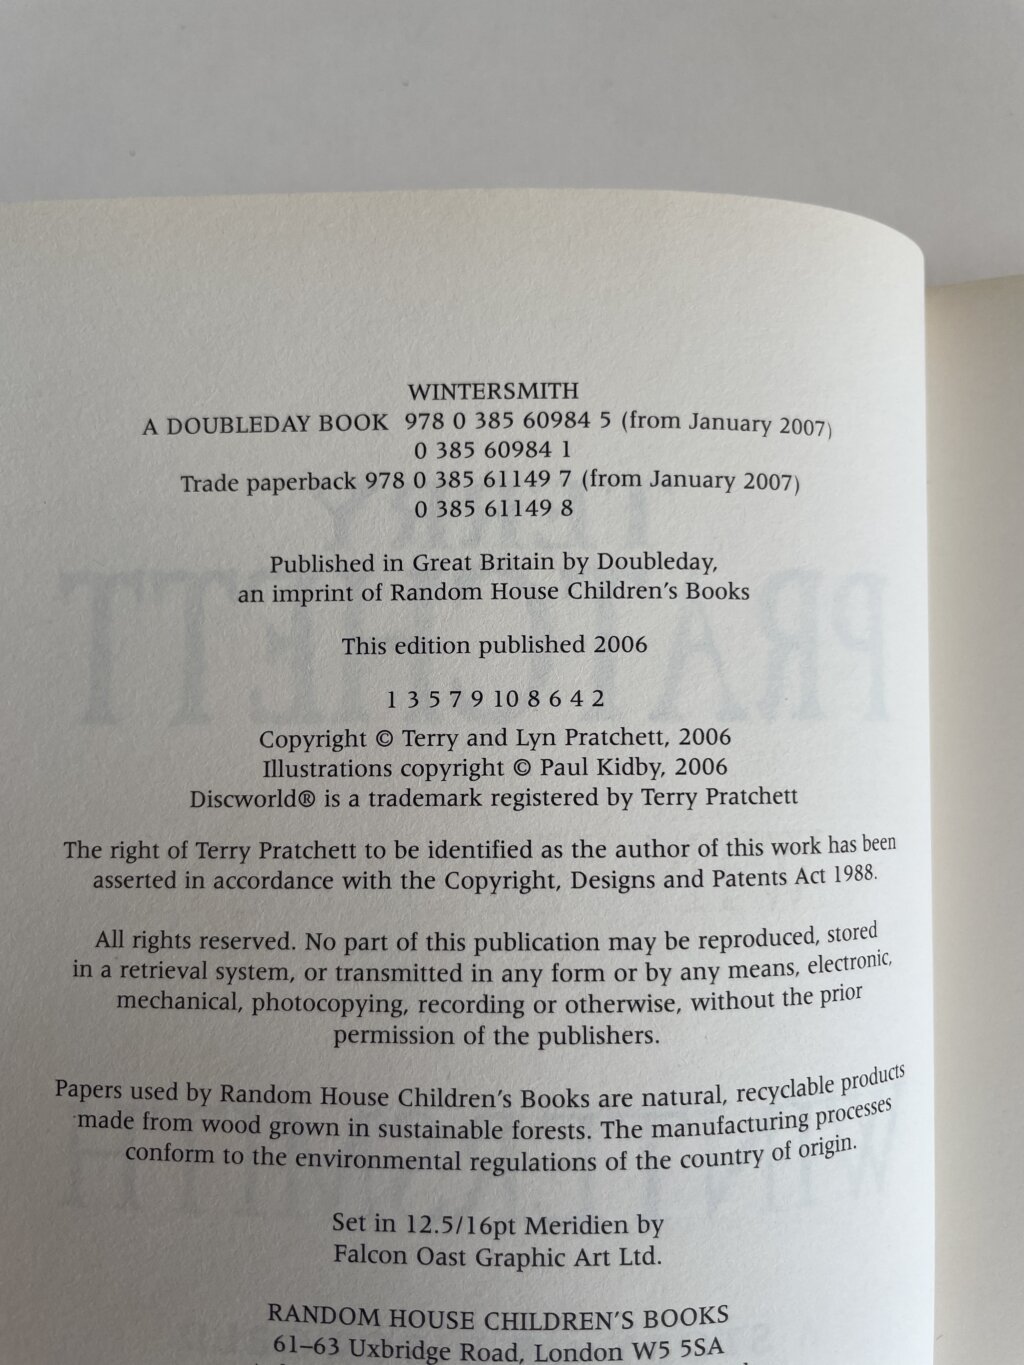 WINTERSMITH
A DOUBLEDAY BOOK 978 0 385 60984 5 (from January 2007)
0 385 60984 1
Trade paperback 978 0 385 61149 7 (from January 2007)
0 385 61149 8
Published in Great Britain by Doubleday,
an imprint of Random House Children's Books
This edition published 2006
1 3 5 7 9 10 8 6 4 2
Copyright © Terry and Lyn Pratchett, 2006
Illustrations copyright © Paul Kidby, 2006
Discworld® is a trademark registered by Terry Pratchett
The right of Terry Pratchett to be identified as the author of this work has been
asserted in accordance with the Copyright, Designs and Patents Act 1988.
All rights reserved. No part of this publication may be reproduced, stored
in a retrieval system, or transmitted in any form or by any means, electronic,
mechanical, photocopying, recording or otherwise, without the prior
permission of the publishers.
Papers used by Random House Children's Books are natural, recyclable products
made from wood grown in sustainable forests. The manufacturing processes
conform to the environmental regulations of the country of origin.
Set in 12.5/16pt Meridien by
Falcon Oast Graphic Art Ltd.
RANDOM HOUSE CHILDREN'S BOOKS
61–63 Uxbridge Road, London W5 5SA